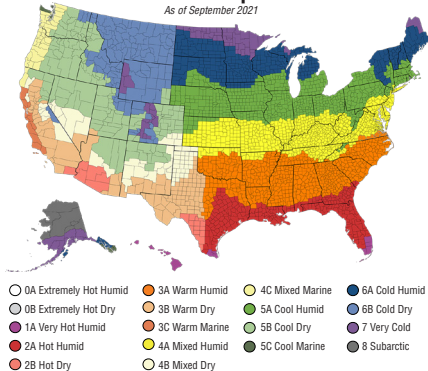 As of September 2021
0A Extremely Hot Humid
0B Extremely Hot Dry
1A Very Hot Humid
2A Hot Humid
2B Hot Dry
3A Warm Humid
3B Warm Dry
3C Warm Marine
4A Mixed Humid
4B Mixed Dry
4C Mixed Marine
5A Cool Humid
5B Cool Dry
5C Cool Marine
6A Cold Humid
6B Cold Dry
7 Very Cold
8 Subarctic